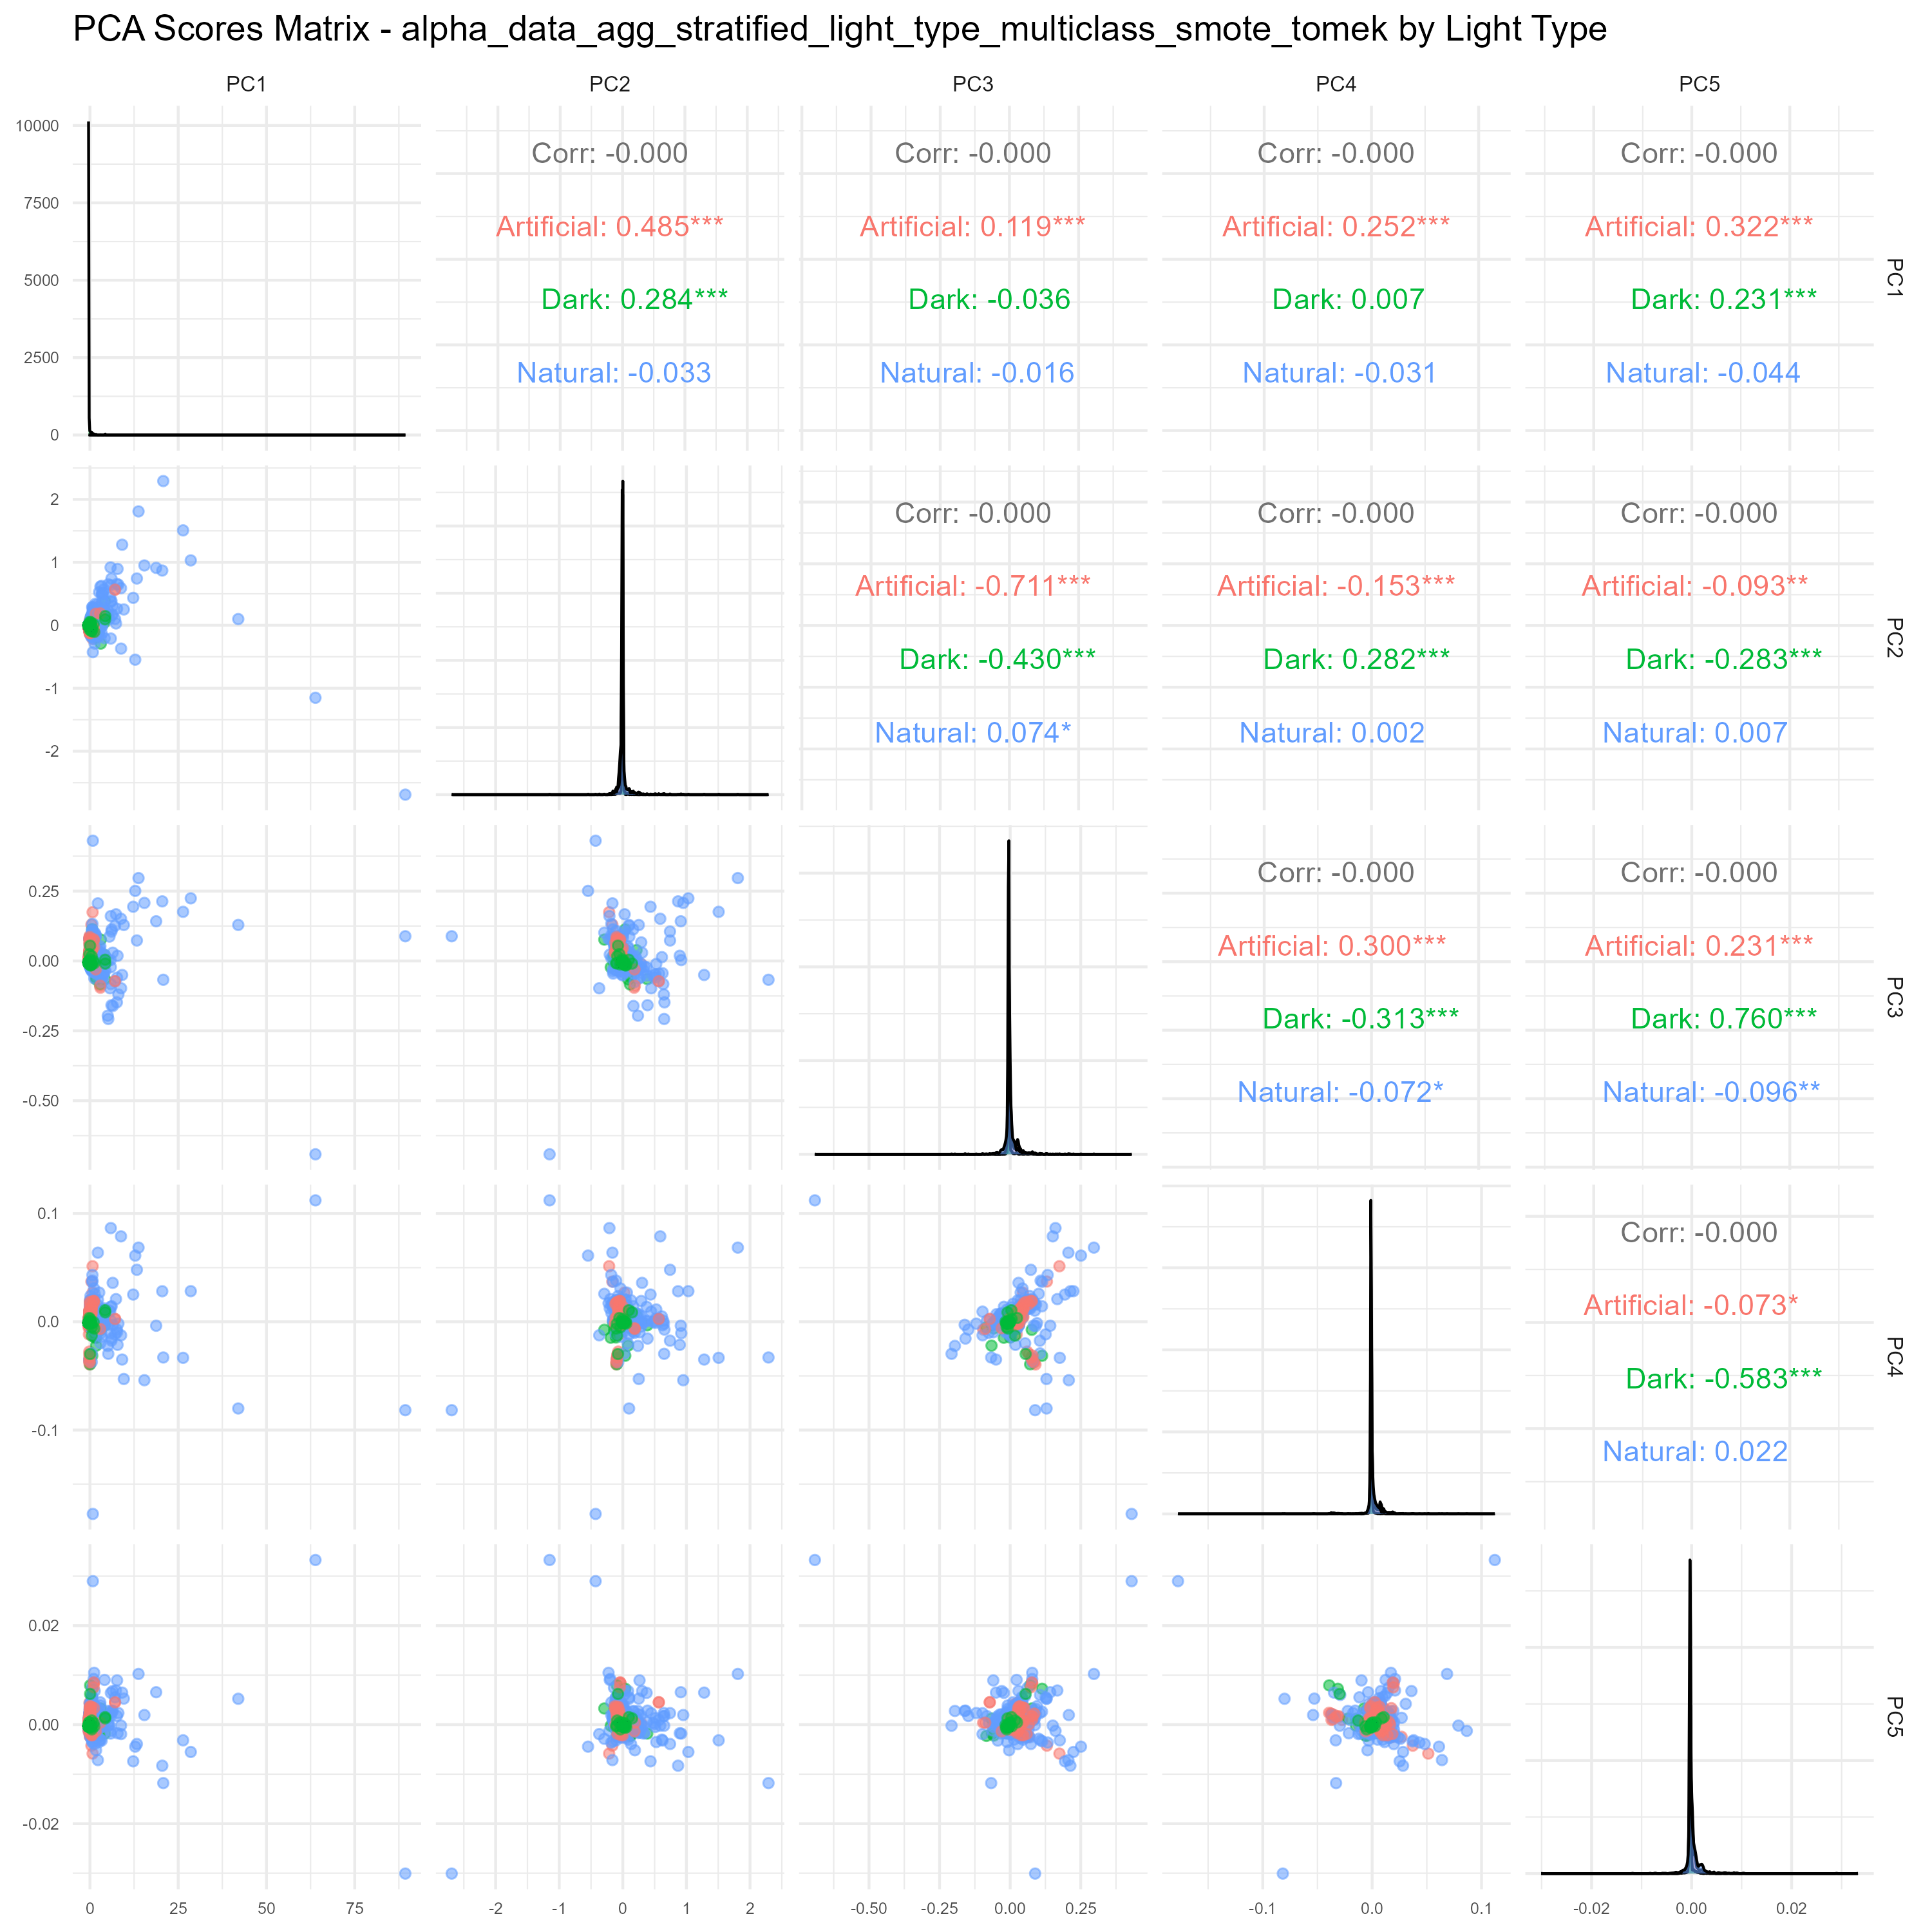 PCA Scores Matrix - alpha_data_agg_stratified_light_type_multiclass_smote_tomek by Light Type
PC1 PC2 PC3 PC4 PC5
10000
7500
5000
2500
0
Corr: -0.000
Artificial: 0.485***
Dark: 0.284***
Natural: -0.033
Corr: -0.000
Artificial: 0.119***
Dark: -0.036
Natural: -0.016
Corr: -0.000
Artificial: 0.252***
Dark: 0.007
Natural: -0.031
Corr: -0.000
Artificial: 0.322***
Dark: 0.231***
Natural: -0.044
PC1
2
1
0
-1
-2
Corr: -0.000
Artificial: -0.711***
Dark: -0.430***
Natural: 0.074*
Corr: -0.000
Artificial: -0.153***
Dark: 0.282***
Natural: 0.002
Corr: -0.000
Artificial: -0.093**
Dark: -0.283***
Natural: 0.007
PC2
0.25
0.00
-0.25
-0.50
Corr: -0.000
Artificial: 0.300***
Dark: -0.313***
Natural: -0.072*
Corr: -0.000
Artificial: 0.231***
Dark: 0.760***
Natural: -0.096**
PC3
0.1
0.0
-0.1
Corr: -0.000
Artificial: -0.073*
Dark: -0.583***
Natural: 0.022
PC4
0.02
0.00
-0.02
PC5
0 25 50 75
-2 -1 0 1 2
-0.50 -0.25 0.00 0.25
-0.1 0.0 0.1
-0.02 0.00 0.02